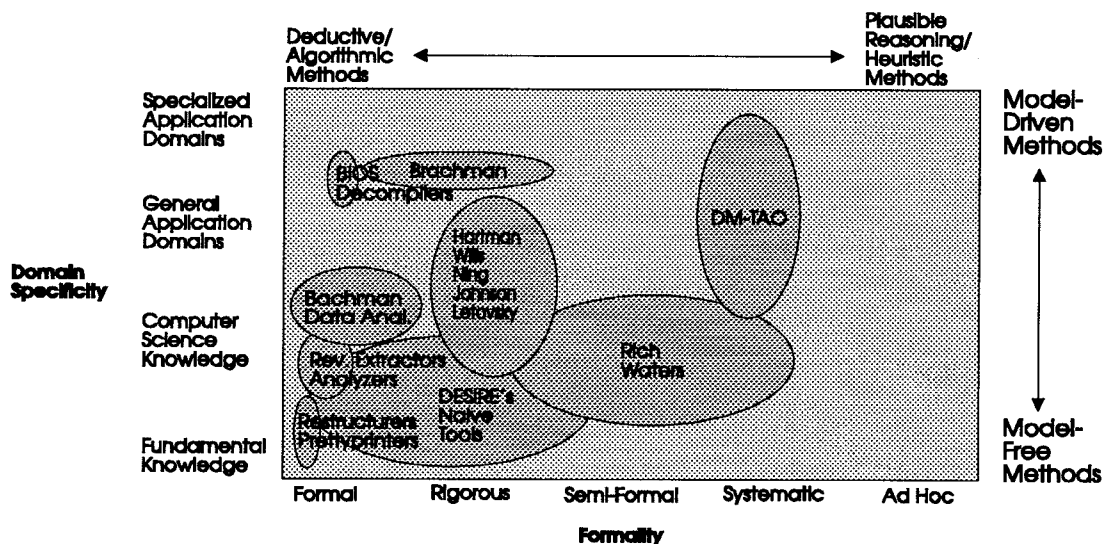 Deductive/
Algorithmic
Methods
Plausible
Reasoning/
Heuristic
Methods
Specialized
Application
Domains
General
Application
Domains
Domain
Specificity
Computer
Science
Knowledge
Fundamental
Knowledge
BIOS
Decompilers
Brachman
Hartman
Wills
Ning
Johnson
Letovsky
DM-TAO
Bachman
Data Anal.
Rev. Extractors
Analyzers
Rich
Waters
DESIRE's
Naive
Tools
Restructurers
Prettyprinters
Model-
Driven
Methods
Model-
Free
Methods
Formal Rigorous Semi-Formal Systematic Ad Hoc
Formality